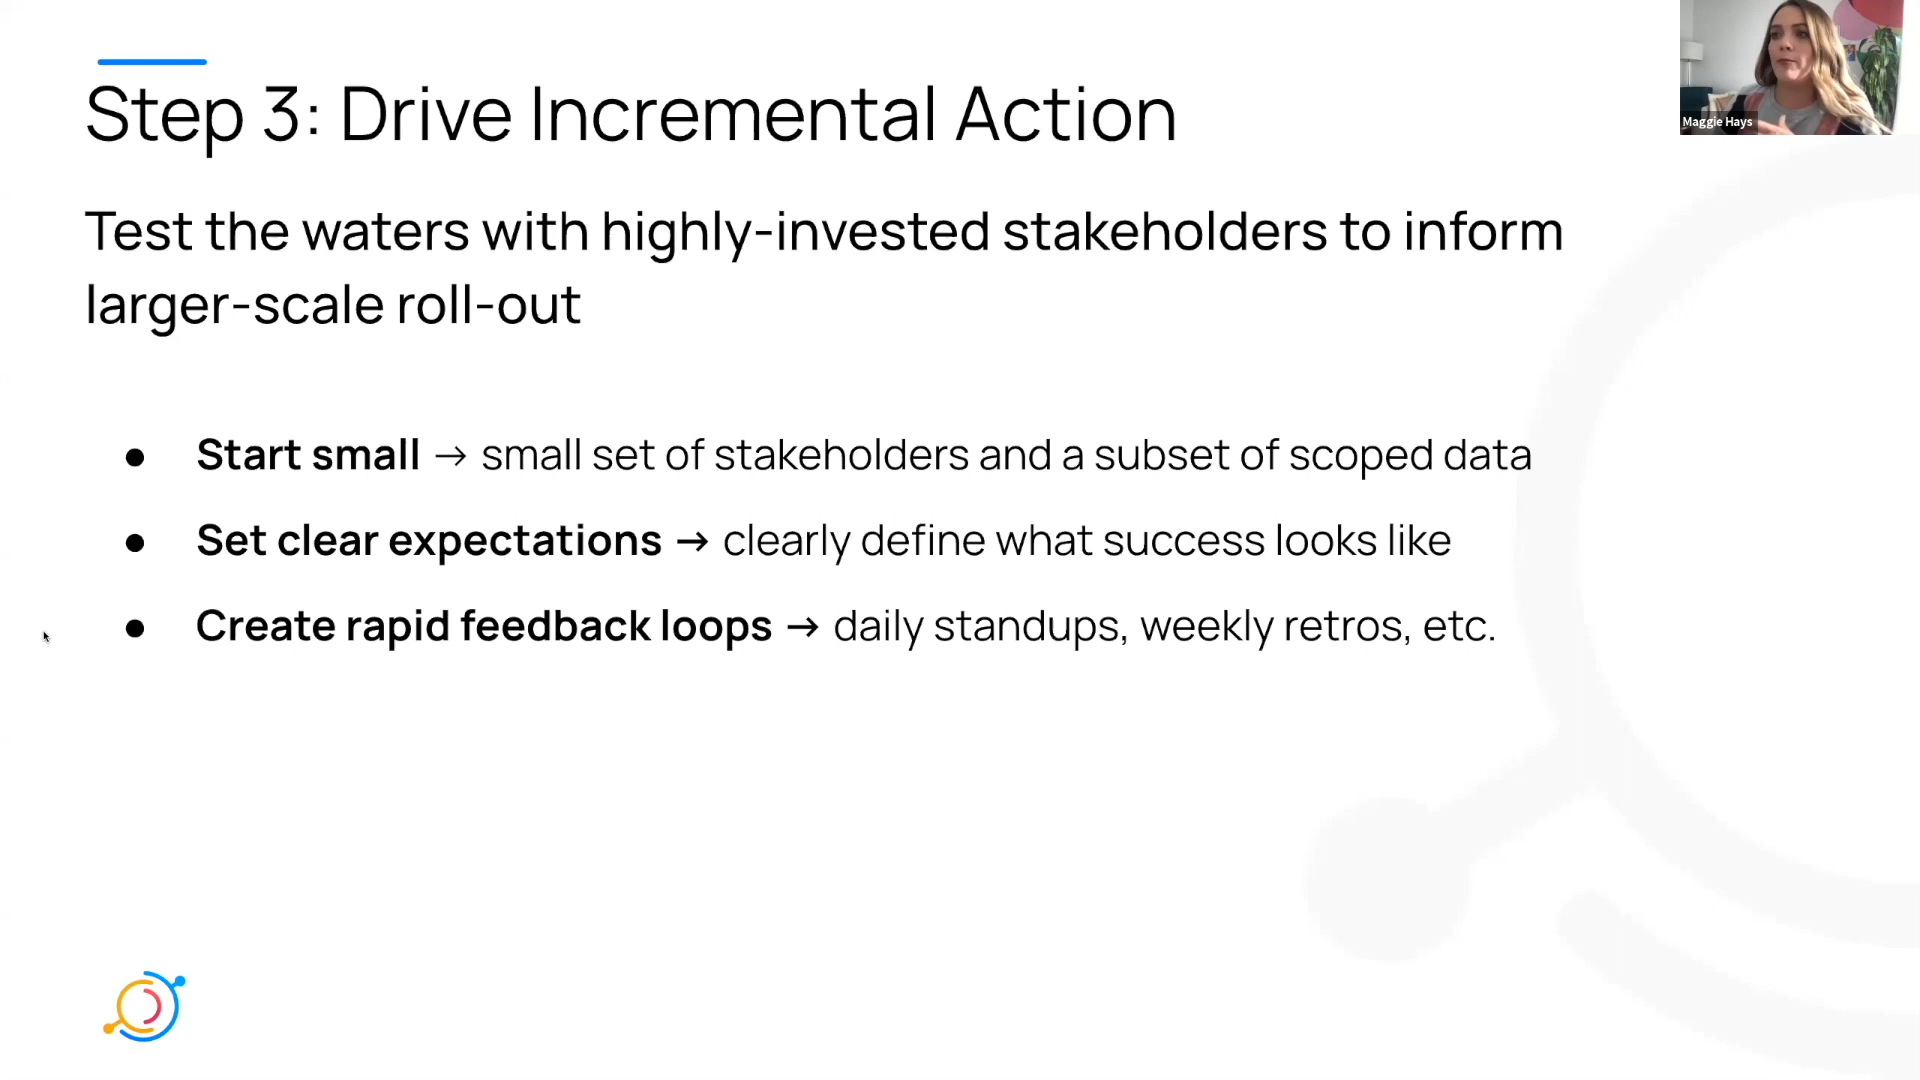 Step 3: Drive Incremental Action
Maggie Hays
Test the waters with highly-invested stakeholders to inform
larger-scale roll-out
● Start small → small set of stakeholders and a subset of scoped data
● Set clear expectations → clearly define what success looks like
● Create rapid feedback loops → daily standups, weekly retros, etc.